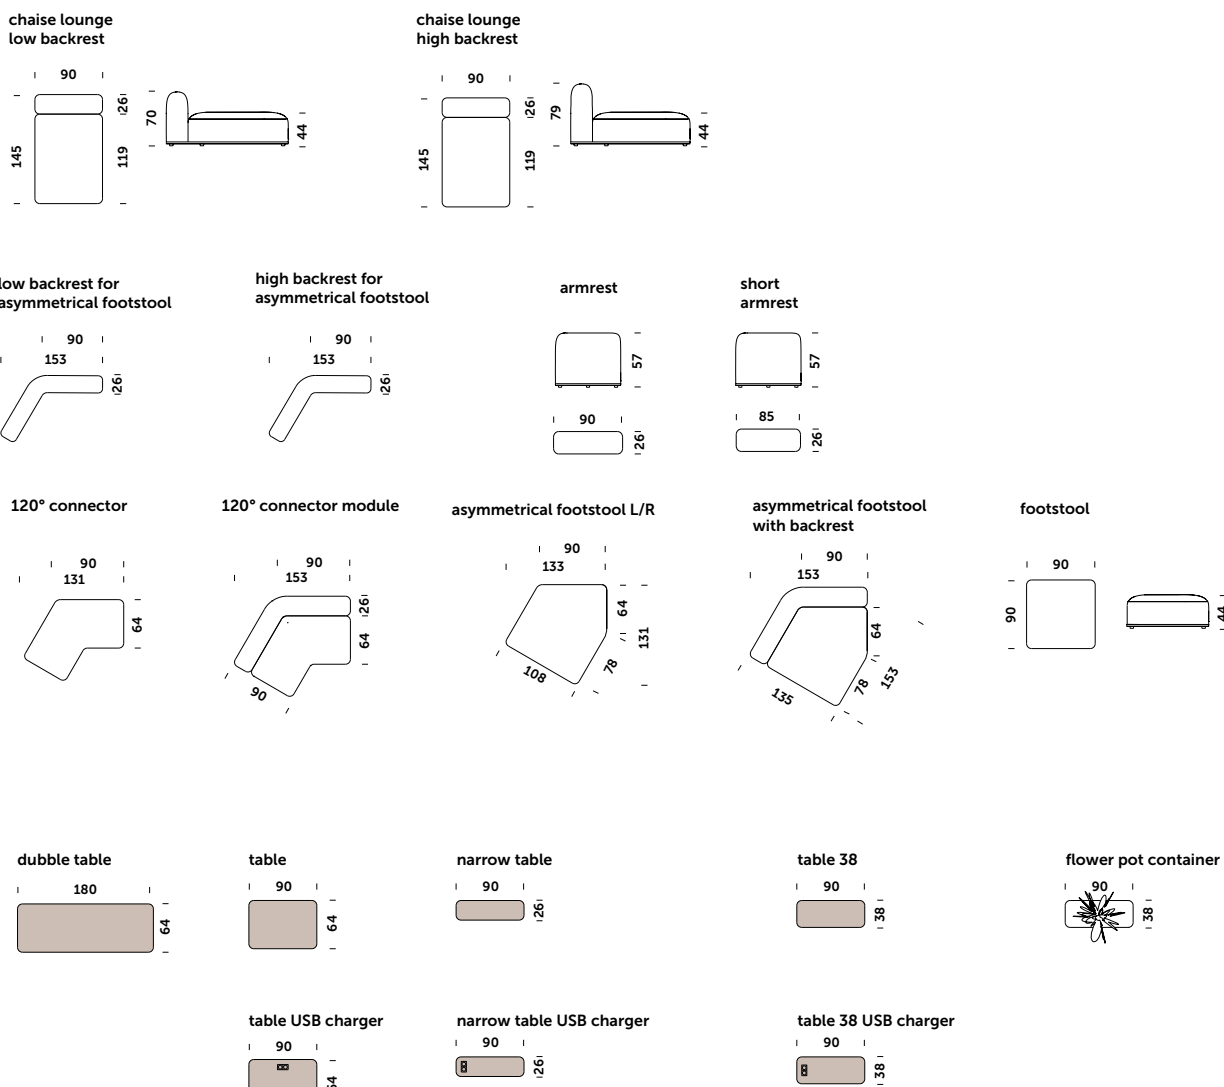 chaise lounge
low backrest
90
26
70
44
145
119
chaise lounge
high backrest
90
26
79
44
145
119
low backrest for
asymmetrical footstool
90
153
26
high backrest for
asymmetrical footstool
90
153
26
armrest
57
90
26
short
armrest
57
85
26
120° connector
90
131
64
120° connector module
90
153
26
64
90
asymmetrical footstool L/R
90
133
64
131
78
108
asymmetrical footstool
with backrest
90
153
64
153
78
135
footstool
90
90
44
dubble table
180
64
table
90
64
narrow table
90
26
table 38
90
38
flower pot container
90
38
table USB charger
90
64
narrow table USB charger
90
26
table 38 USB charger
90
38